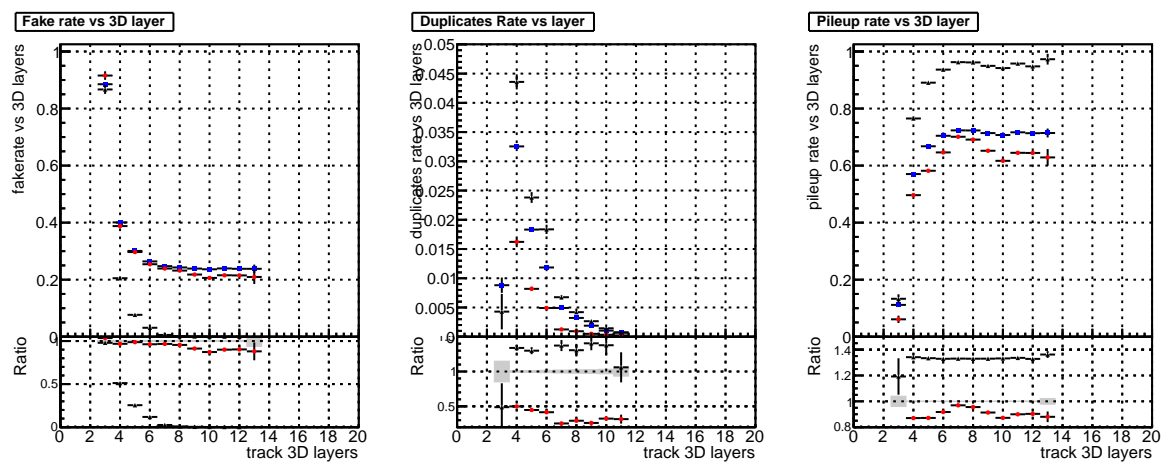 Fake rate vs 3D layer
fakerate vs 3D layers
1
0.8
0.6
0.4
0.2
0
Ratio
0.5
0
0 2 4 6 8 10 12 14 16 18 20
track 3D layers
Duplicates Rate vs layer
duplicates rate vs 3D layers
0.05
0.045
0.04
0.035
0.03
0.025
0.02
0.015
0.01
0.005
0
Ratio
1
0.5
0 2 4 6 8 10 12 14 16 18 20
track 3D layers
Pileup rate vs 3D layer
pileup rate vs 3D layers
1
0.8
0.6
0.4
0.2
0
Ratio
1.4
1.2
1
0.8
0 2 4 6 8 10 12 14 16 18 20
track 3D layers